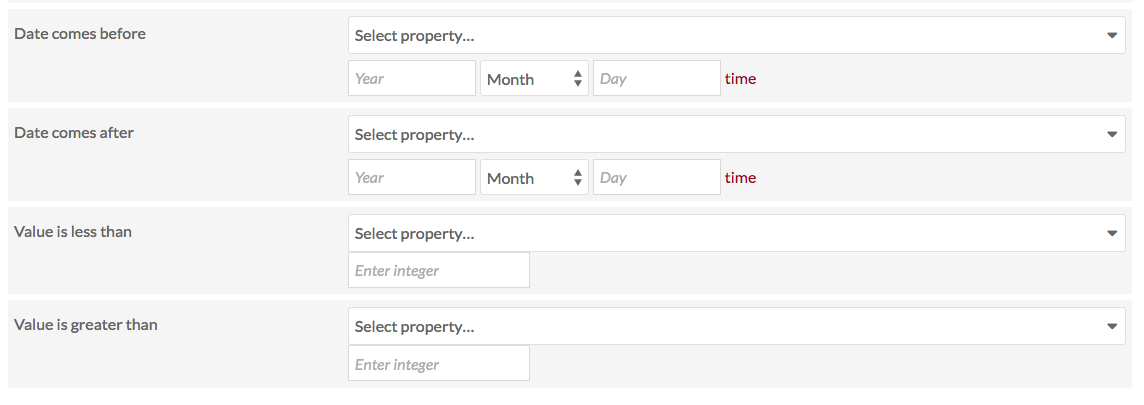 Date comes before
Select property...
Year Month Day time
Date comes after
Select property...
Year Month Day time
Value is less than
Select property...
Enter integer
Value is greater than
Select property...
Enter integer